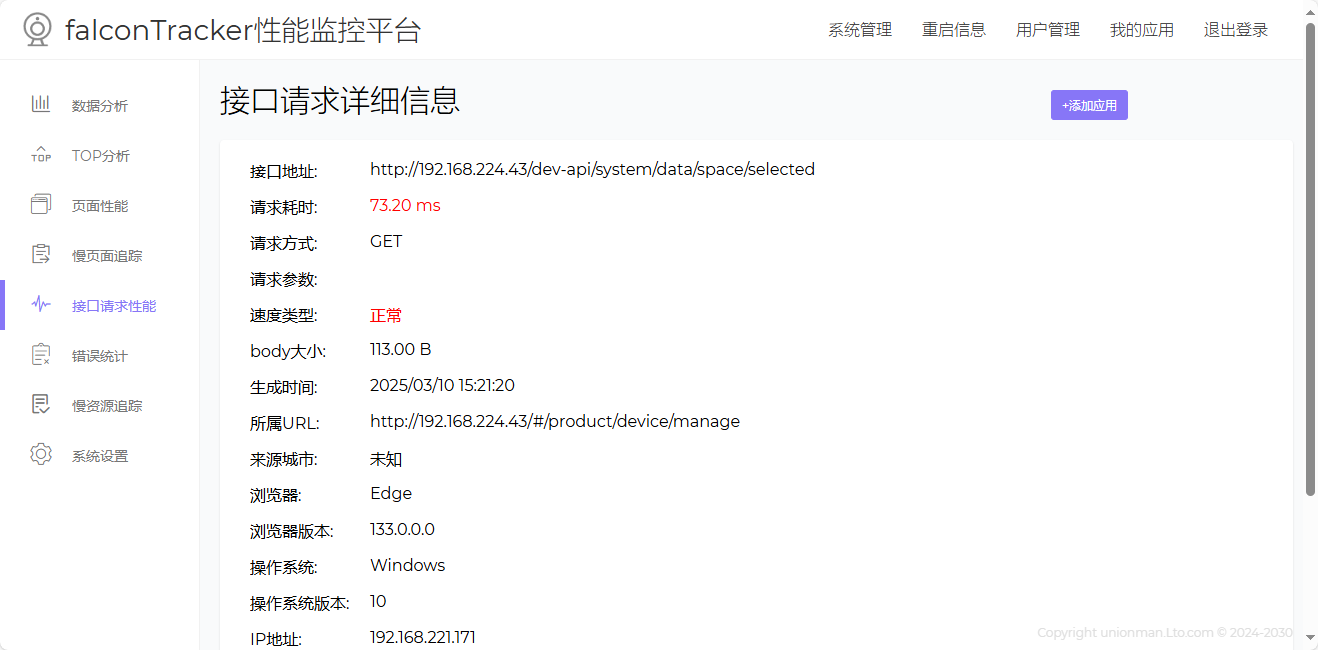 falconTracker性能监控平台
系统管理 重启信息 用户管理 我的应用 退出登录
数据分析
TOP分析
页面性能
慢页面追踪
接口请求性能
错误统计
慢资源追踪
系统设置
接口请求详细信息
+添加应用
接口地址: http://192.168.224.43/dev-api/system/data/space/selected
请求耗时: 73.20 ms
请求方式: GET
请求参数:
速度类型: 正常
body大小: 113.00 B
生成时间: 2025/03/10 15:21:20
所属URL: http://192.168.224.43/#/product/device/manage
来源城市: 未知
浏览器: Edge
浏览器版本: 133.0.0.0
操作系统: Windows
操作系统版本: 10
IP地址: 192.168.221.171
Copyright unionman.Lto.com © 2024-2030